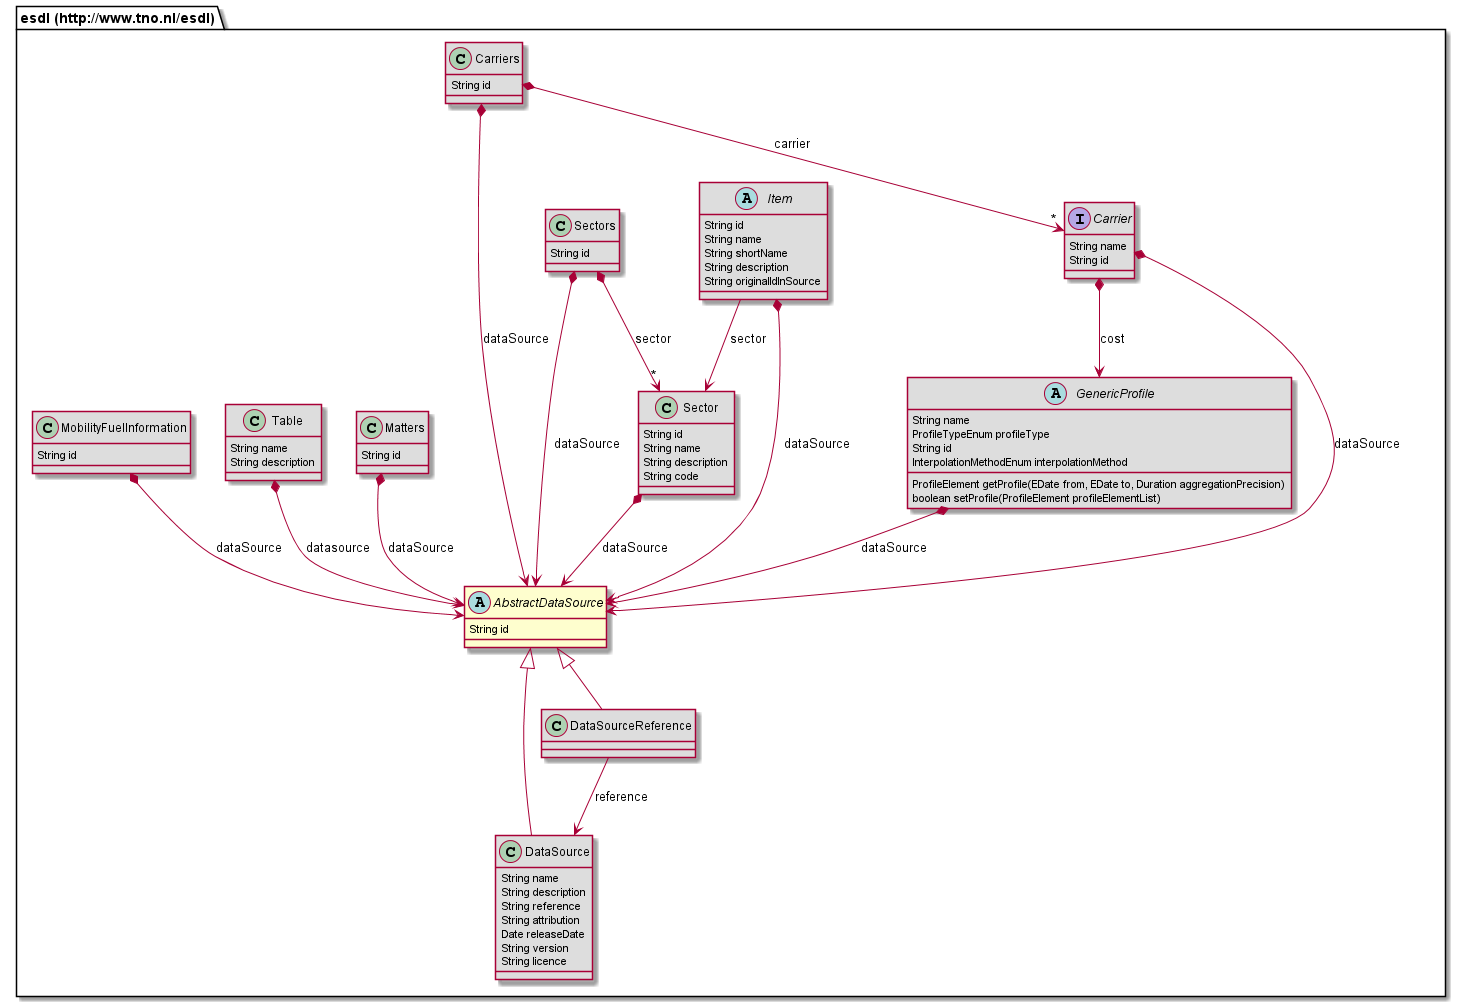 esdl (http://www.tno.nl/esdl)
C Carriers
String id
carrier
A Item
String id
String name
String shortName
String description
String originalIdInSource
C Sectors
String id
I Carrier
String name
String id
*
dataSource
sector
sector
cost
*
C MobilityFuelInformation
String id
C Table
String name
String description
C Matters
String id
C Sector
String id
String name
String description
String code
A GenericProfile
String name
ProfileTypeEnum profileType
String id
InterpolationMethodEnum interpolationMethod
ProfileElement getProfile(EDate from, EDate to, Duration aggregationPrecision)
boolean setProfile(ProfileElement profileElementList)
dataSource
dataSource
dataSource
dataSource
datasource
dataSource
dataSource
dataSource
A AbstractDataSource
String id
C DataSourceReference
reference
C DataSource
String name
String description
String reference
String attribution
Date releaseDate
String version
String licence